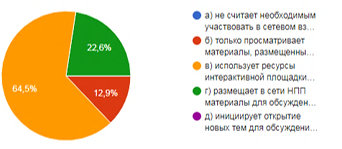 22,6%
64,5%
12,9%
а) не считает необходимым
участвовать в сетевом вз...
б) только просматривает
материалы, размещенны...
в) использует ресурсы
интерактивной площадки...
г) размещает в сети НПП
материалы для обсужден...
д) инициирует открытие
новых тем для обсуждени...